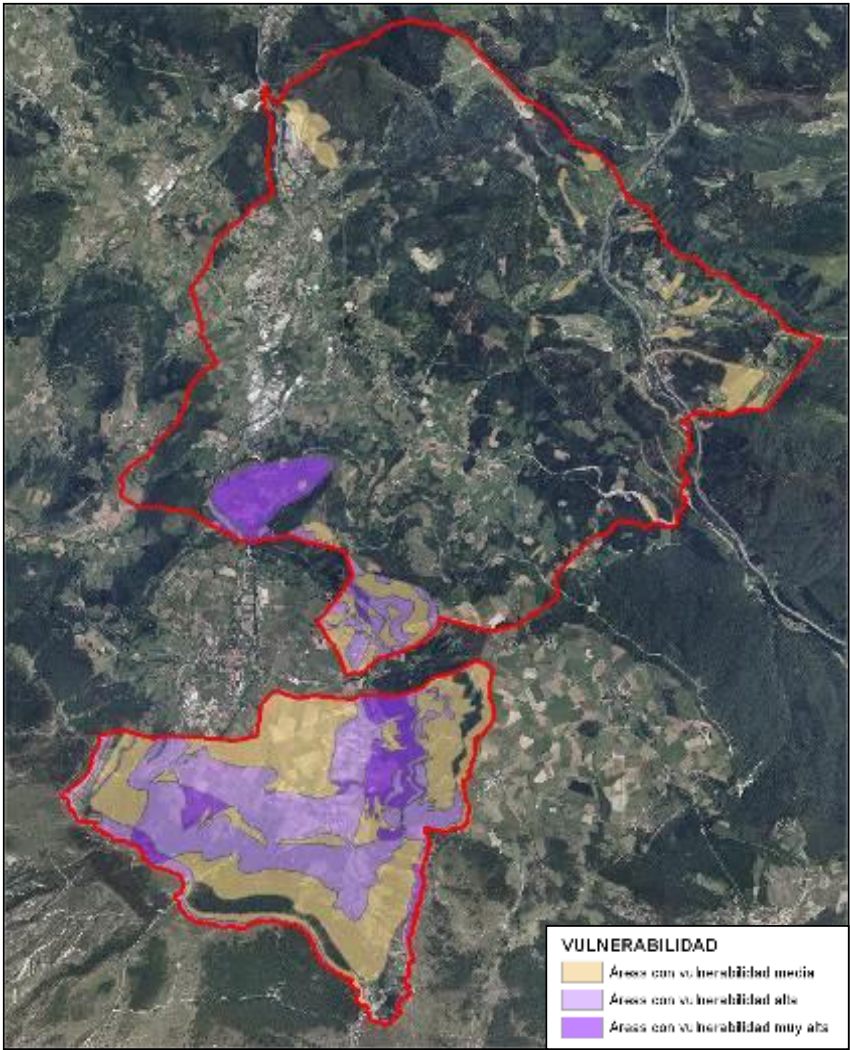 VULNERABILIDAD
Áreas con vulnerabilidad media
Áreas con vulnerabilidad alta
Áreas con vulnerabilidad muy alta